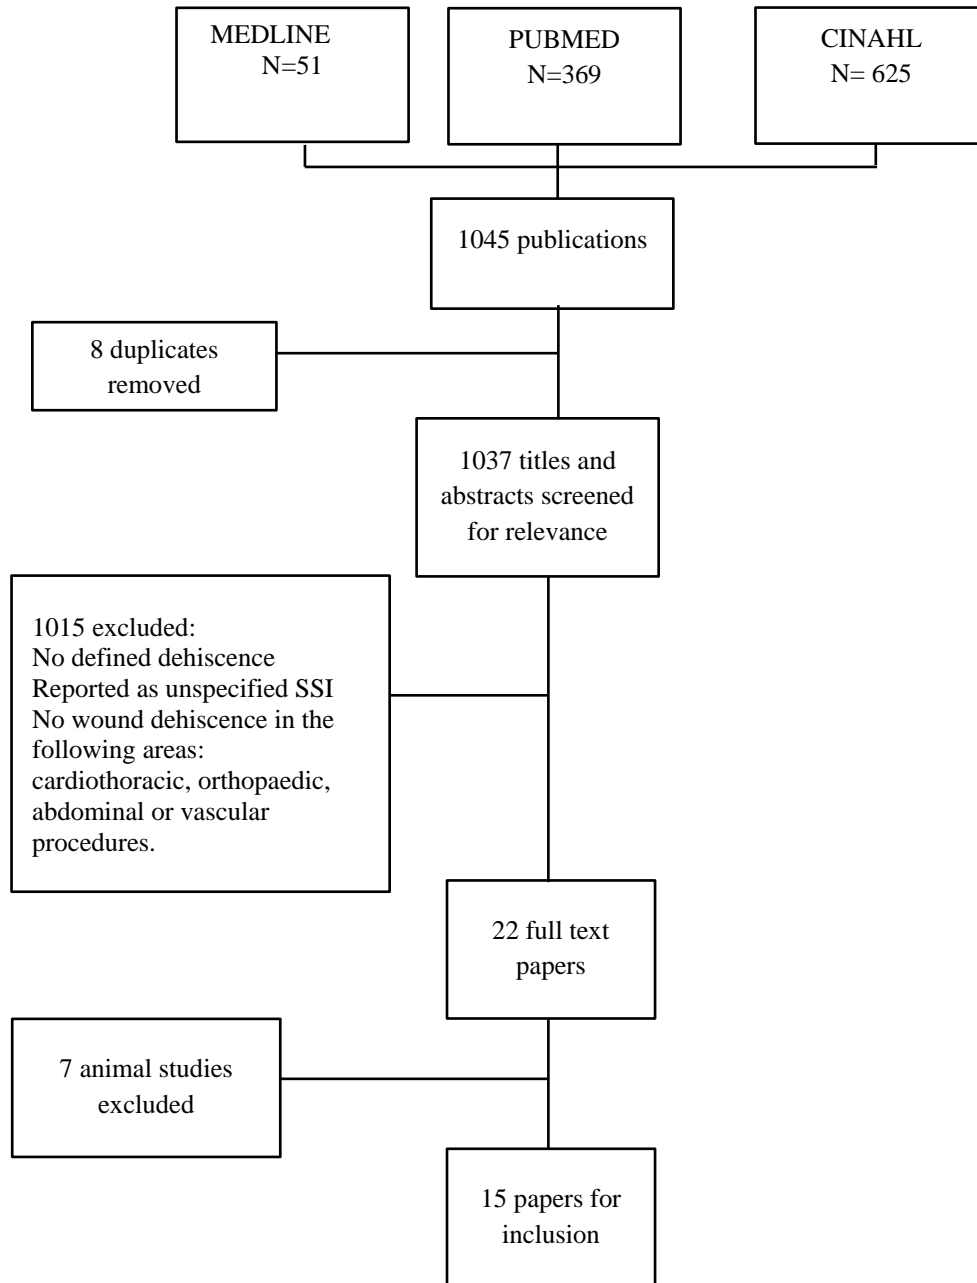 MEDLINE
N=51
PUBMED
N=369
CINAHL
N= 625
1045 publications
8 duplicates
removed
1037 titles and
abstracts screened
for relevance
1015 excluded:
No defined dehiscence
Reported as unspecified SSI
No wound dehiscence in the
following areas:
cardiothoracic, orthopaedic,
abdominal or vascular
procedures.
22 full text
papers
7 animal studies
excluded
15 papers for
inclusion